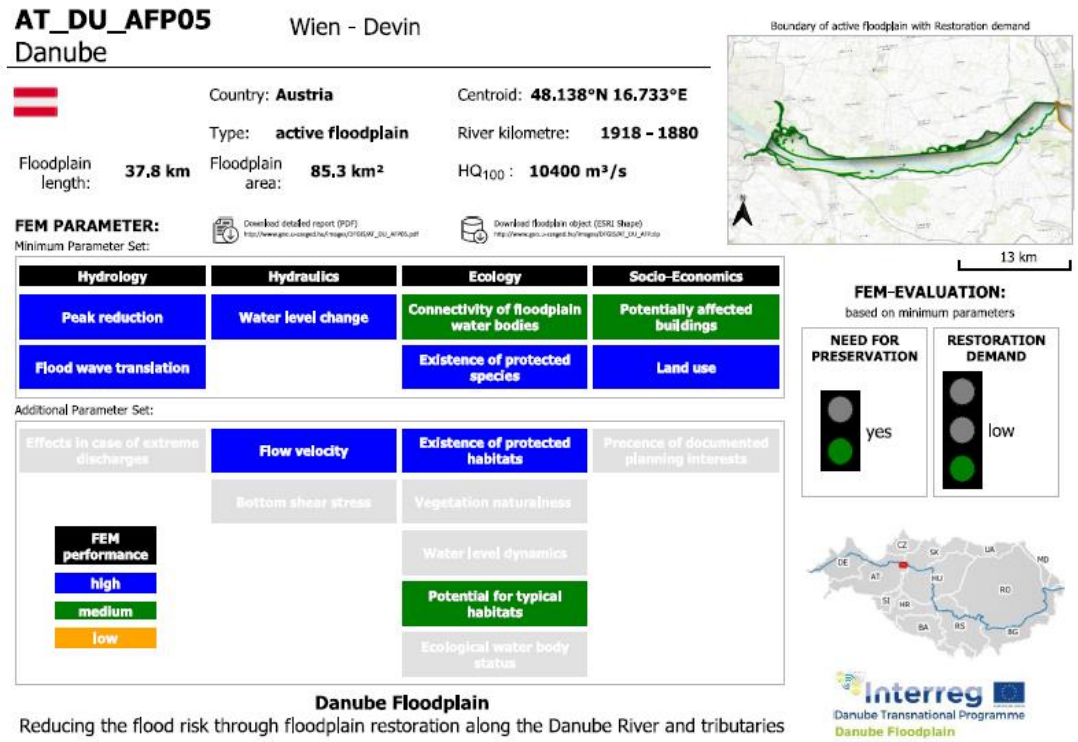 AT_DU_AFP05
Wien - Devin
Danube
Boundary of active floodplain with Restoration demand
Country: Austria
Centroid: 48.138°N 16.733°E
Type: active floodplain
River kilometre: 1918 - 1880
Floodplain length: 37.8 km
Floodplain area: 85.3 km²
HQ100 : 10400 m³/s
13 km
FEM PARAMETER:
Download detailed report (PDF)
Download floodplain object (ESRI Shape)
Minimum Parameter Set:
Hydrology
Hydraulics
Ecology
Socio-Economics
Peak reduction
Water level change
Connectivity of floodplain
water bodies
Potentially affected
buildings
Flood wave translation
Existence of protected
species
Land use
Additional Parameter Set:
Effects in case of extreme
discharges
Flow velocity
Existence of protected
habitats
Precence of documented
planning interests
Bottom shear stress
Vegetation naturalness
Water level dynamics
Potential for typical
habitats
Ecological water body
status
FEM
performance
high
medium
low
FEM-EVALUATION:
based on minimum parameters
NEED FOR
PRESERVATION
yes
RESTORATION
DEMAND
low
CZ
SK
UA
MD
DE
AT
HU
RO
SI
HR
BA
RS
BG
Danube Floodplain
Reducing the flood risk through floodplain restoration along the Danube River and tributaries
Interreg
Danube Transnational Programme
Danube Floodplain